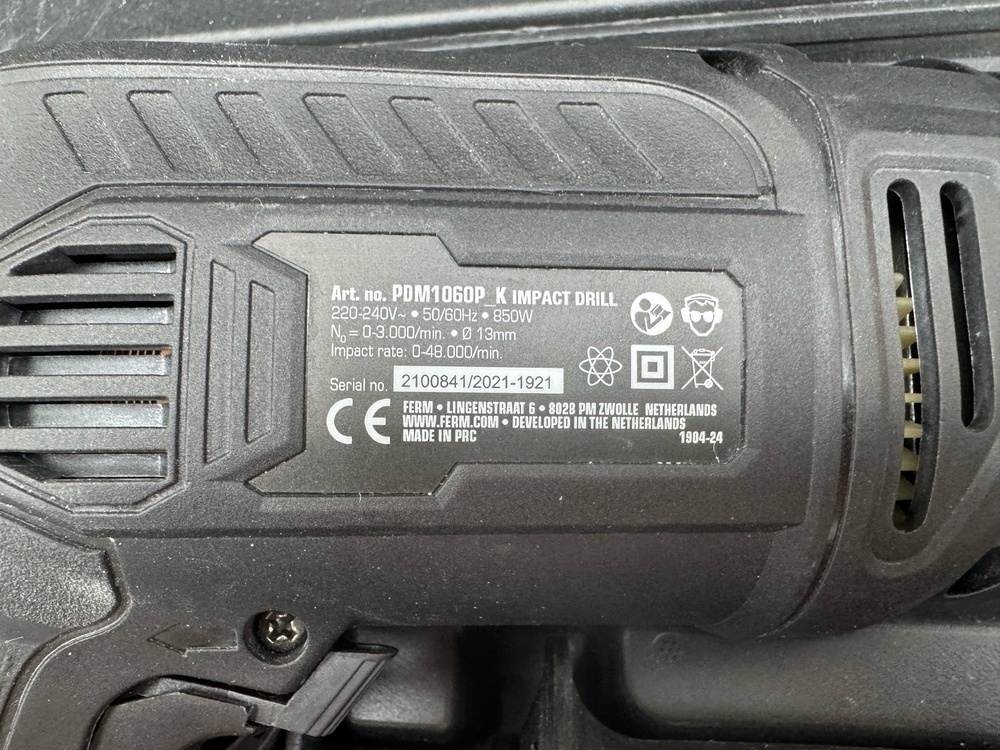 Art. no. PDM1060P_K IMPACT DRILL
220-240V~ • 50/60Hz • 850W
N₀ = 0-3.000/min. • Ø 13mm
Impact rate: 0-48.000/min.
Serial no. 2100841/2021-1921
CE FERM • LINGENSTRAAT 6 • 8028 PM ZWOLLE NETHERLANDS
WWW.FERM.COM • DEVELOPED IN THE NETHERLANDS
MADE IN PRC 1904-24